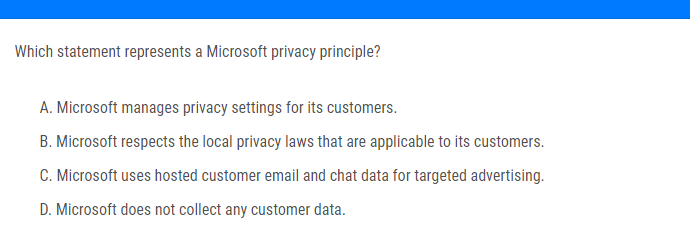 Which statement represents a Microsoft privacy principle?
A. Microsoft manages privacy settings for its customers.
B. Microsoft respects the local privacy laws that are applicable to its customers.
C. Microsoft uses hosted customer email and chat data for targeted advertising.
D. Microsoft does not collect any customer data.